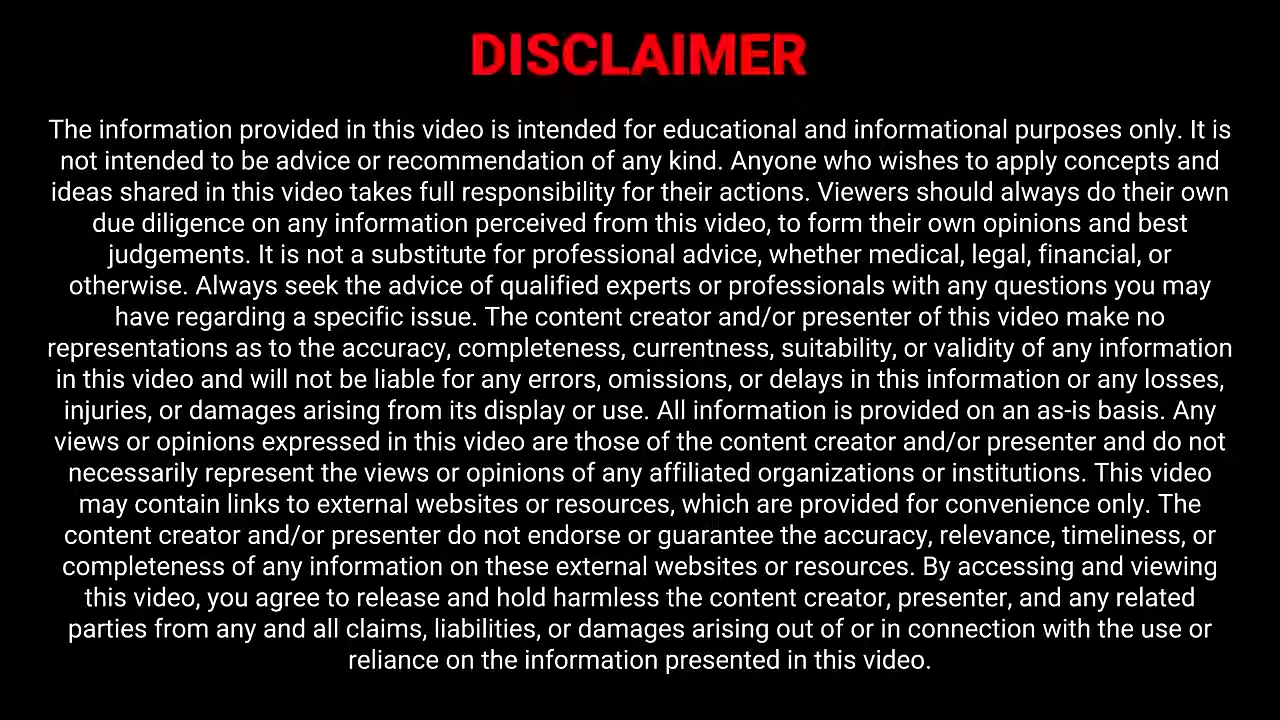 DISCLAIMER
The information provided in this video is intended for educational and informational purposes only. It is
not intended to be advice or recommendation of any kind. Anyone who wishes to apply concepts and
ideas shared in this video takes full responsibility for their actions. Viewers should always do their own
due diligence on any information perceived from this video, to form their own opinions and best
judgements. It is not a substitute for professional advice, whether medical, legal, financial, or
otherwise. Always seek the advice of qualified experts or professionals with any questions you may
have regarding a specific issue. The content creator and/or presenter of this video make no
representations as to the accuracy, completeness, currentness, suitability, or validity of any information
in this video and will not be liable for any errors, omissions, or delays in this information or any losses,
injuries, or damages arising from its display or use. All information is provided on an as-is basis. Any
views or opinions expressed in this video are those of the content creator and/or presenter and do not
necessarily represent the views or opinions of any affiliated organizations or institutions. This video
may contain links to external websites or resources, which are provided for convenience only. The
content creator and/or presenter do not endorse or guarantee the accuracy, relevance, timeliness, or
completeness of any information on these external websites or resources. By accessing and viewing
this video, you agree to release and hold harmless the content creator, presenter, and any related
parties from any and all claims, liabilities, or damages arising out of or in connection with the use or
reliance on the information presented in this video.